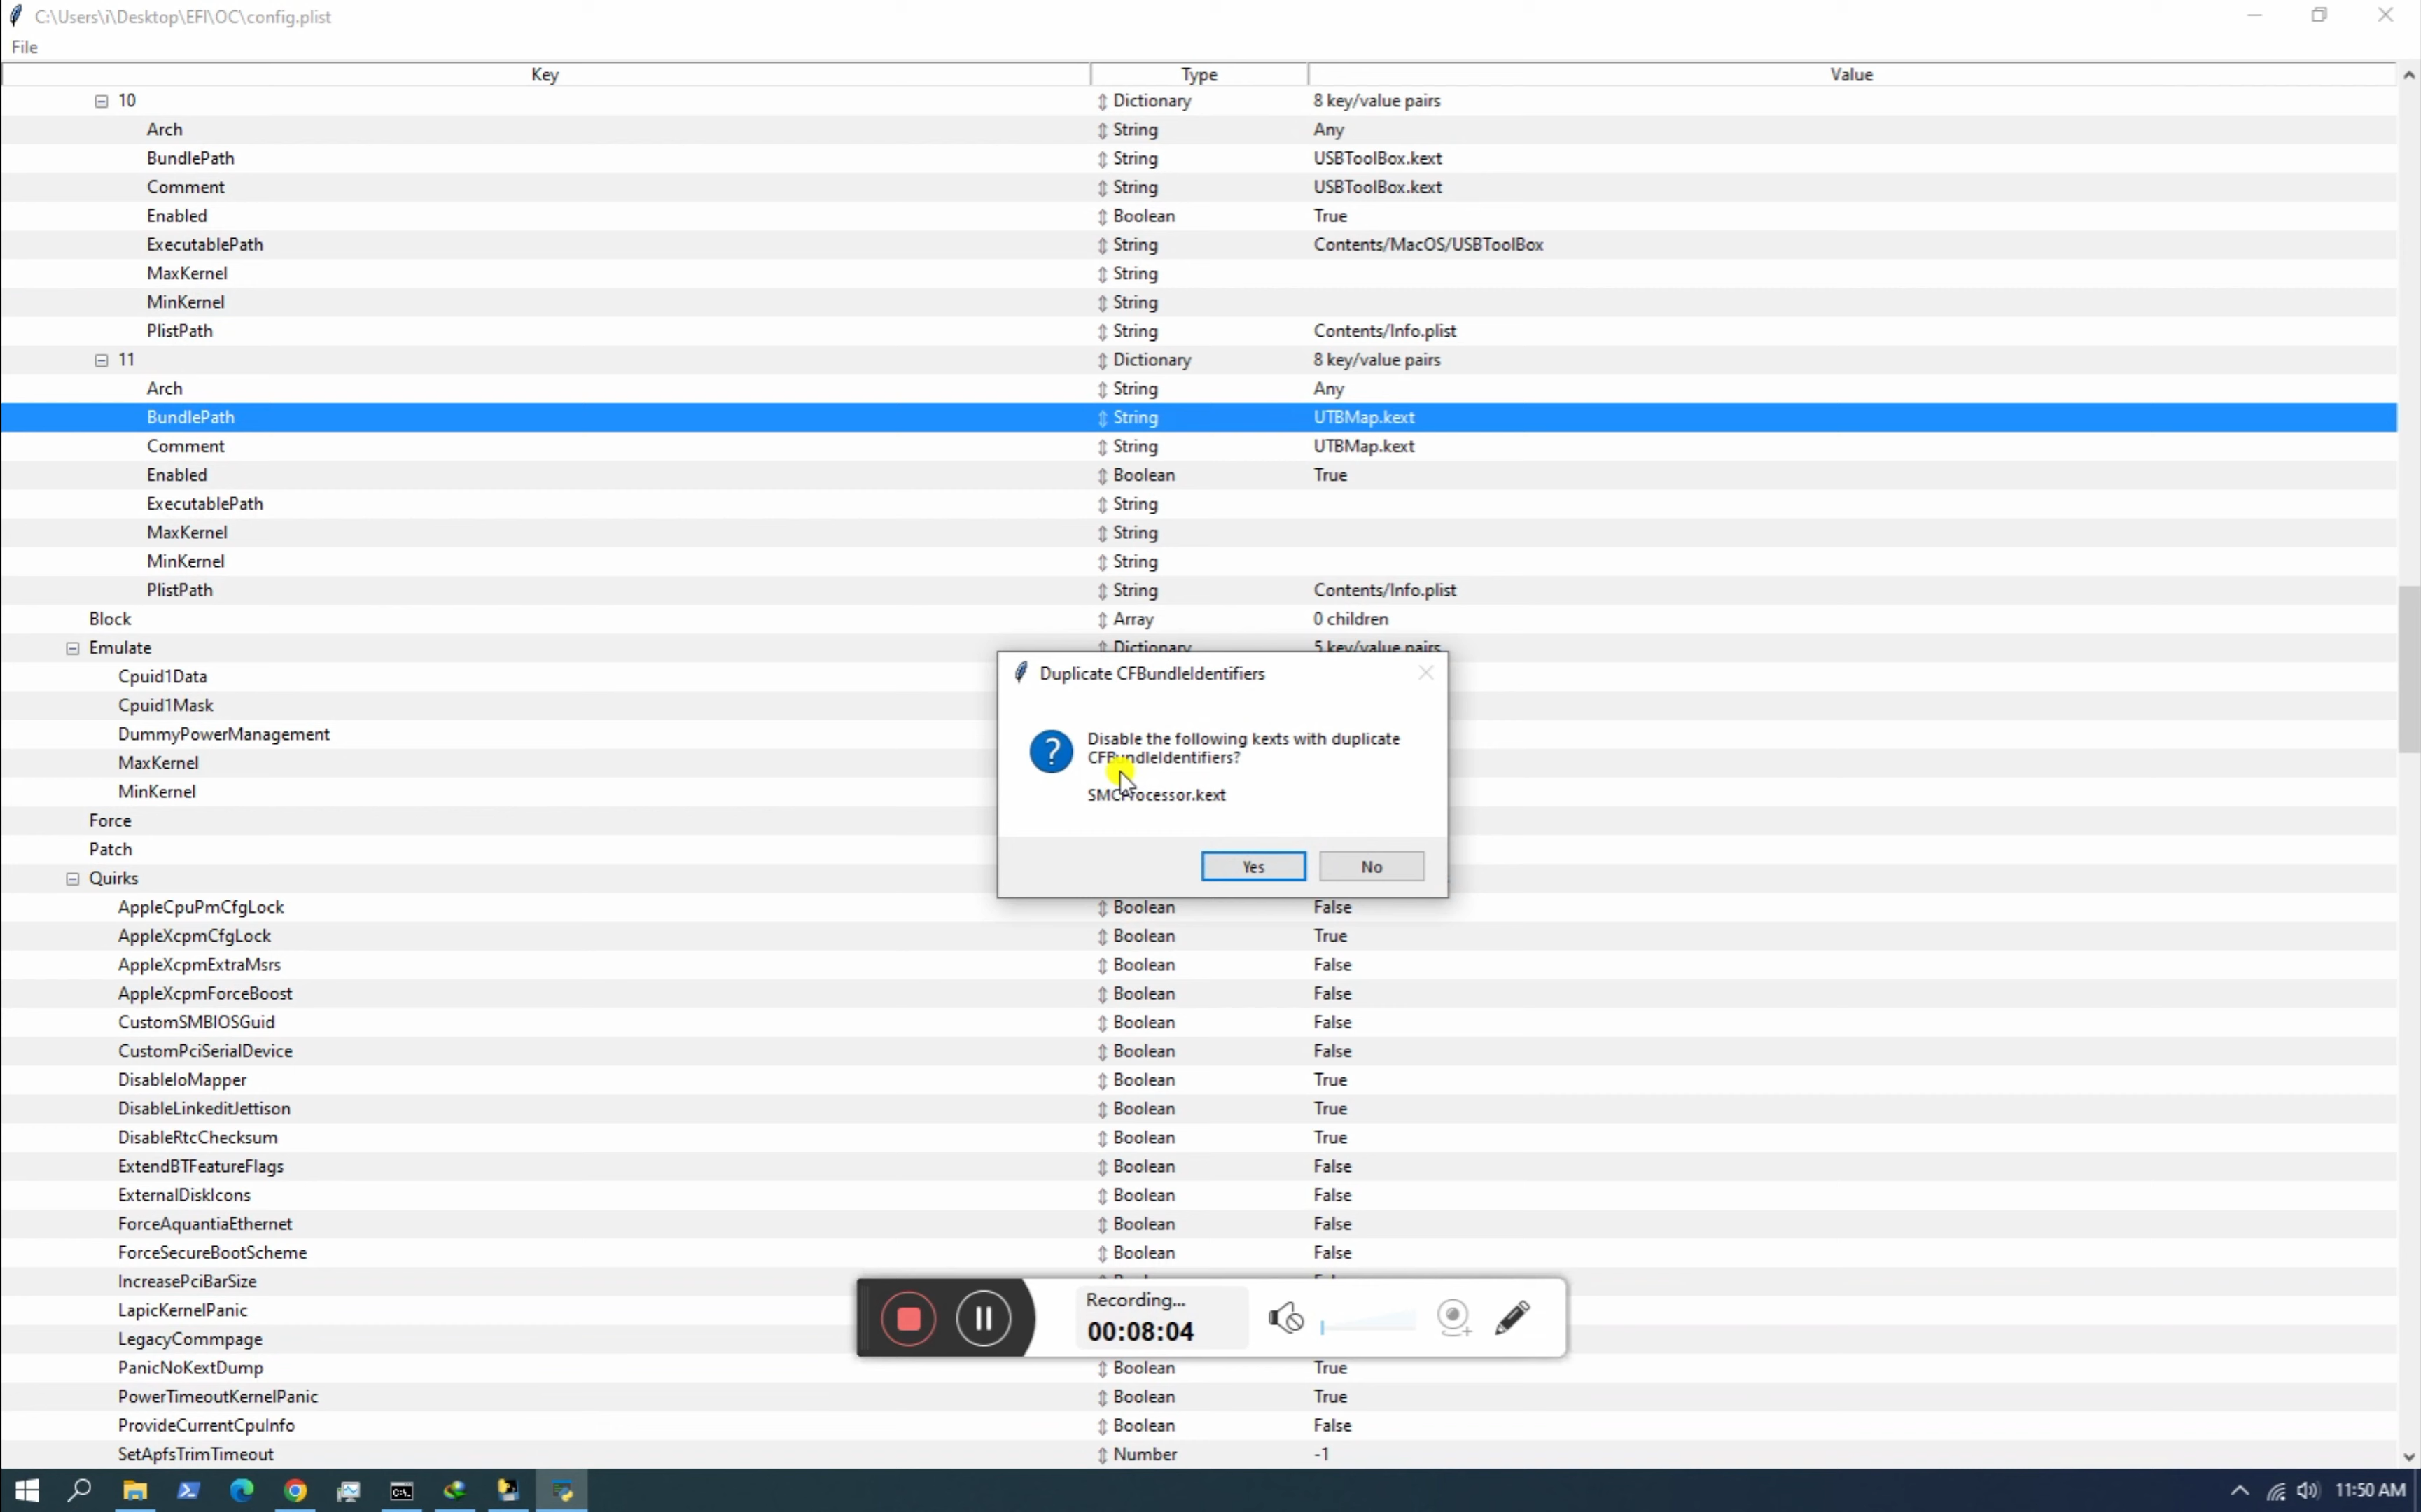 C:\Users\i\Desktop\EFI\OC\config.plist
File
Key Type Value
10 Dictionary 8 key/value pairs
Arch String Any
BundlePath String USBToolBox.kext
Comment String USBToolBox.kext
Enabled Boolean True
ExecutablePath String Contents/MacOS/USBToolBox
MaxKernel String
MinKernel String
PlistPath String Contents/Info.plist
11 Dictionary 8 key/value pairs
Arch String Any
BundlePath String UTBMap.kext
Comment String UTBMap.kext
Enabled Boolean True
ExecutablePath String
MaxKernel String
MinKernel String
PlistPath String Contents/Info.plist
Block Array 0 children
Emulate Dictionary 5 key/value pairs
Cpuid1Data
Cpuid1Mask
DummyPowerManagement
MaxKernel
MinKernel
Force
Patch
Quirks
Duplicate CFBundleIdentifiers
Disable the following kexts with duplicate
CFBundleIdentifiers?
SMCProcessor.kext
Yes No
AppleCpuPmCfgLock Boolean False
AppleXcpmCfgLock Boolean True
AppleXcpmExtraMsrs Boolean False
AppleXcpmForceBoost Boolean False
CustomSMBIOSGuid Boolean False
CustomPciSerialDevice Boolean False
DisableIoMapper Boolean True
DisableLinkeditJettison Boolean True
DisableRtcChecksum Boolean True
ExtendBTFeatureFlags Boolean False
ExternalDiskIcons Boolean False
ForceAquantiaEthernet Boolean False
ForceSecureBootScheme Boolean False
IncreasePciBarSize
LapicKernelPanic
LegacyCommpage
Recording...
00:08:04
PanicNoKextDump Boolean True
PowerTimeoutKernelPanic Boolean True
ProvideCurrentCpuInfo Boolean False
SetApfsTrimTimeout Number -1
11:50 AM